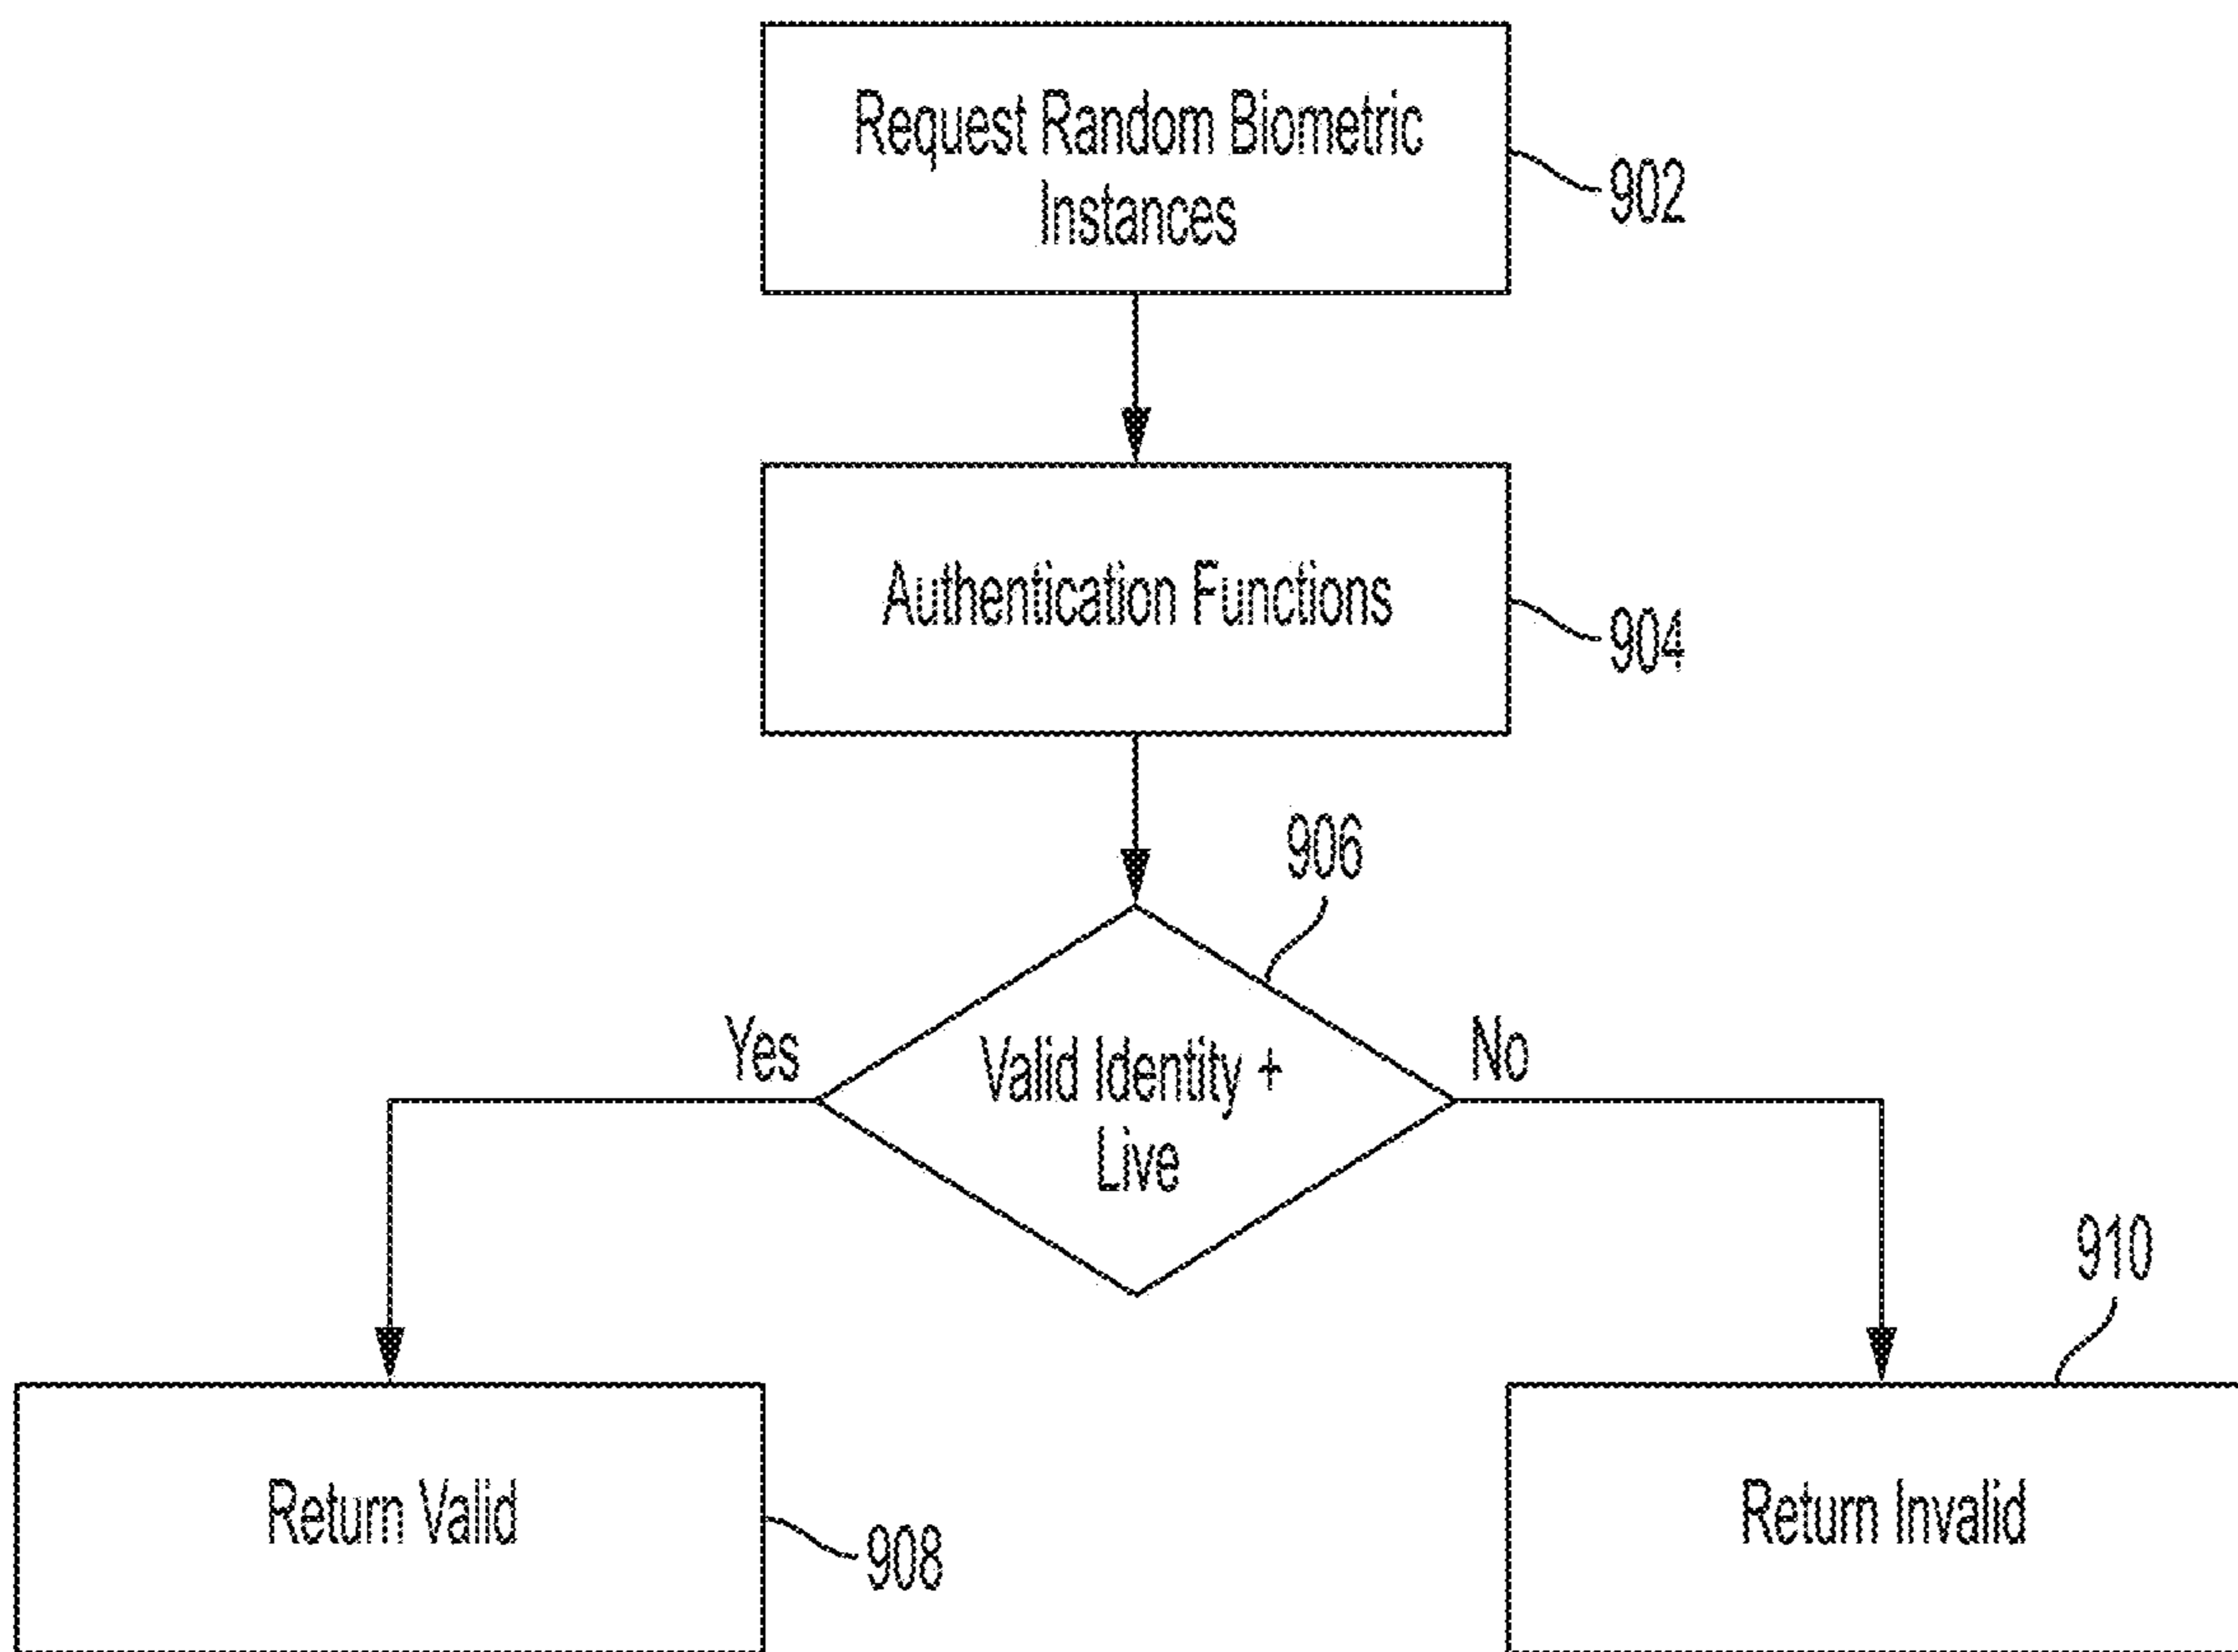 Request Random Biometric
Instances
902
Authentication Functions
904
906
Yes
Valid Identity +
Live
No
910
Return Valid
908
Return Invalid